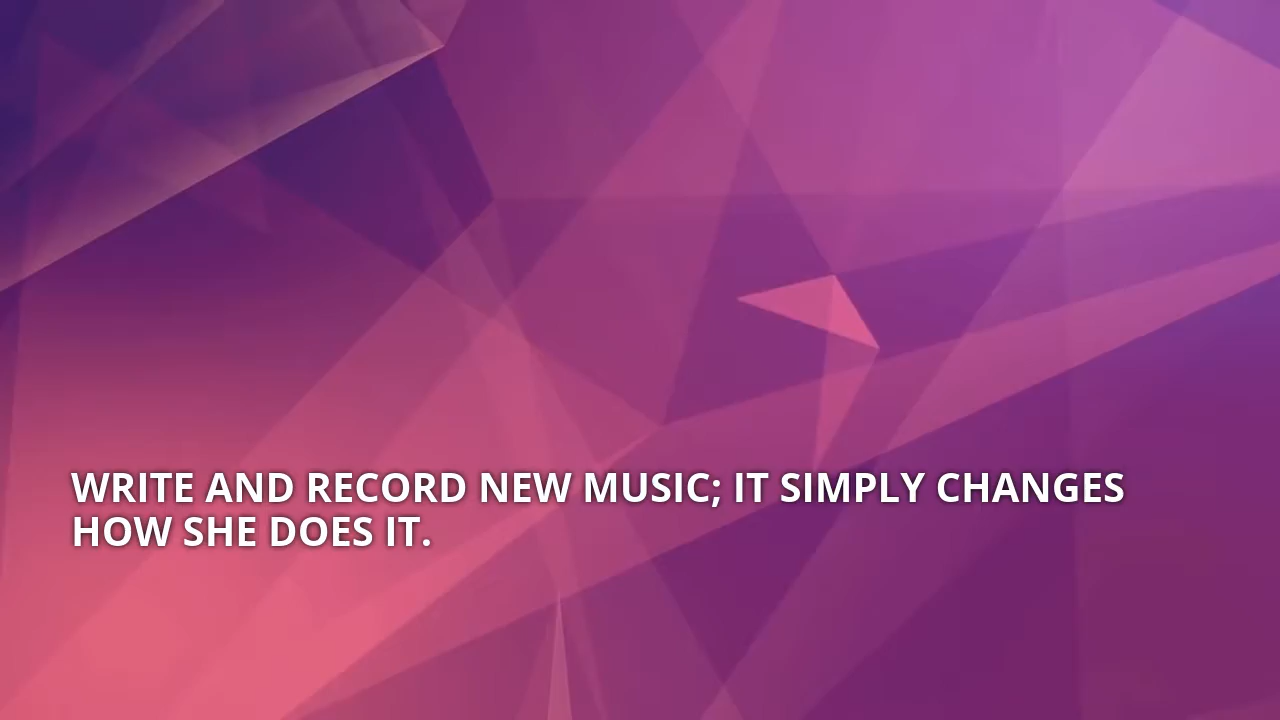 WRITE AND RECORD NEW MUSIC; IT SIMPLY CHANGES
HOW SHE DOES IT.